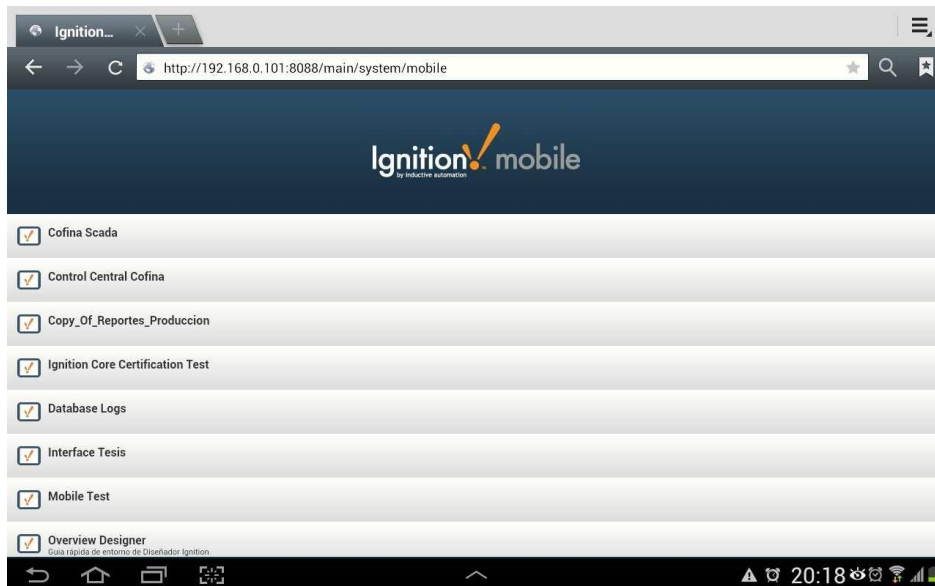 Ignition...
http://192.168.0.101:8088/main/system/mobile
Ignition! mobile
by inductive automation
Cofina Scada
Control Central Cofina
Copy_Of_Reportes_Produccion
Ignition Core Certification Test
Database Logs
Interface Tesis
Mobile Test
Overview Designer
Guia rápida de entorno de Diseñador Ignition
20:18